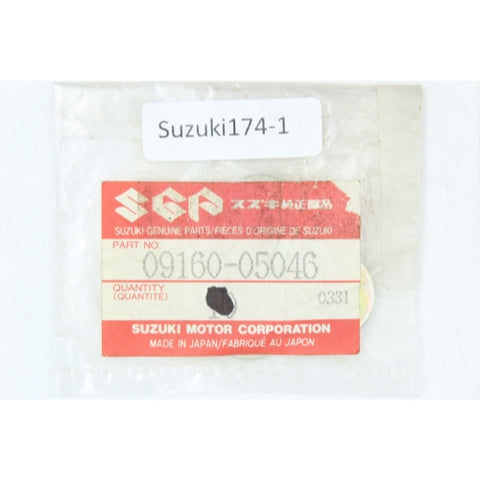 Suzuki174-1
SGP スズキ純正部品
SUZUKI GENUINE PARTS/PIÈCES D'ORIGINE DE SUZUKI
PART NO.
09160-05046
QUANTITY
(QUANTITÉ)
0331
SUZUKI MOTOR CORPORATION
MADE IN JAPAN/FABRIQUÉ AU JAPON